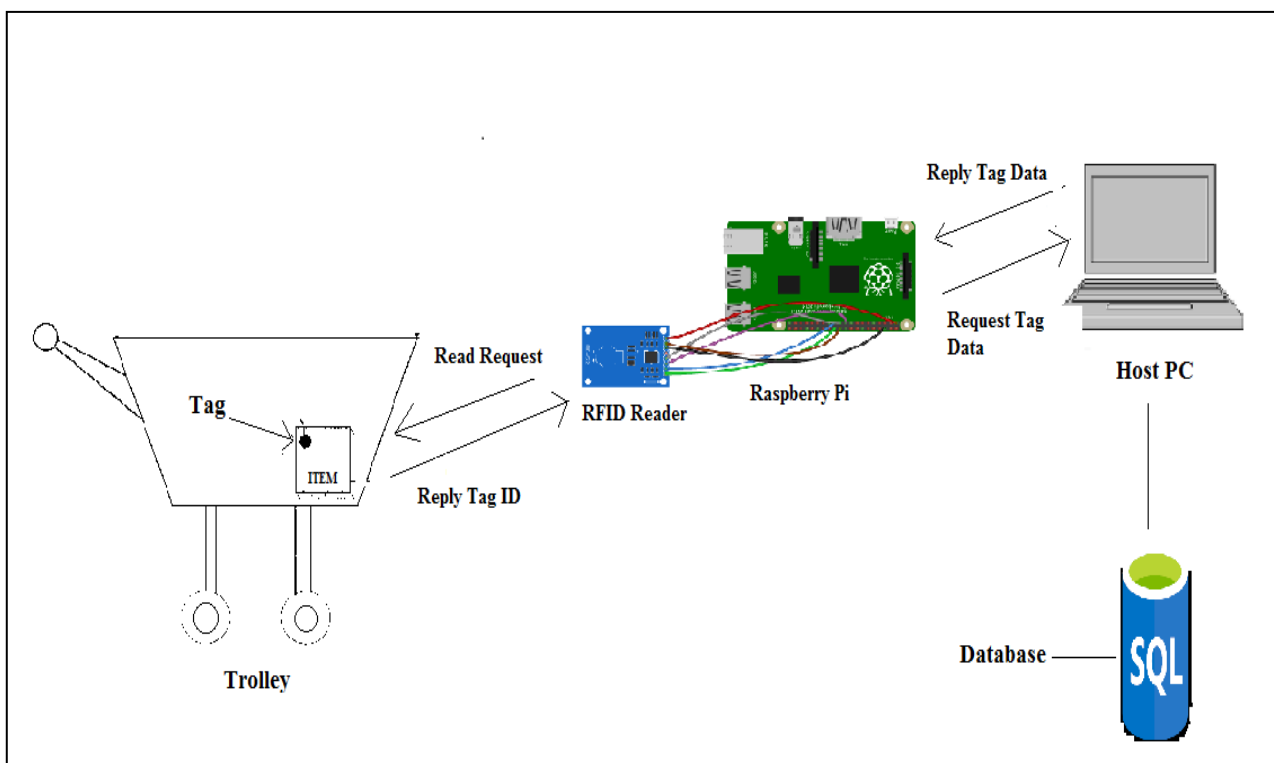 Reply Tag Data
Request Tag
Data
Host PC
Read Request
RFID Reader
Raspberry Pi
Tag
ITEM
Reply Tag ID
Trolley
Database
SQL